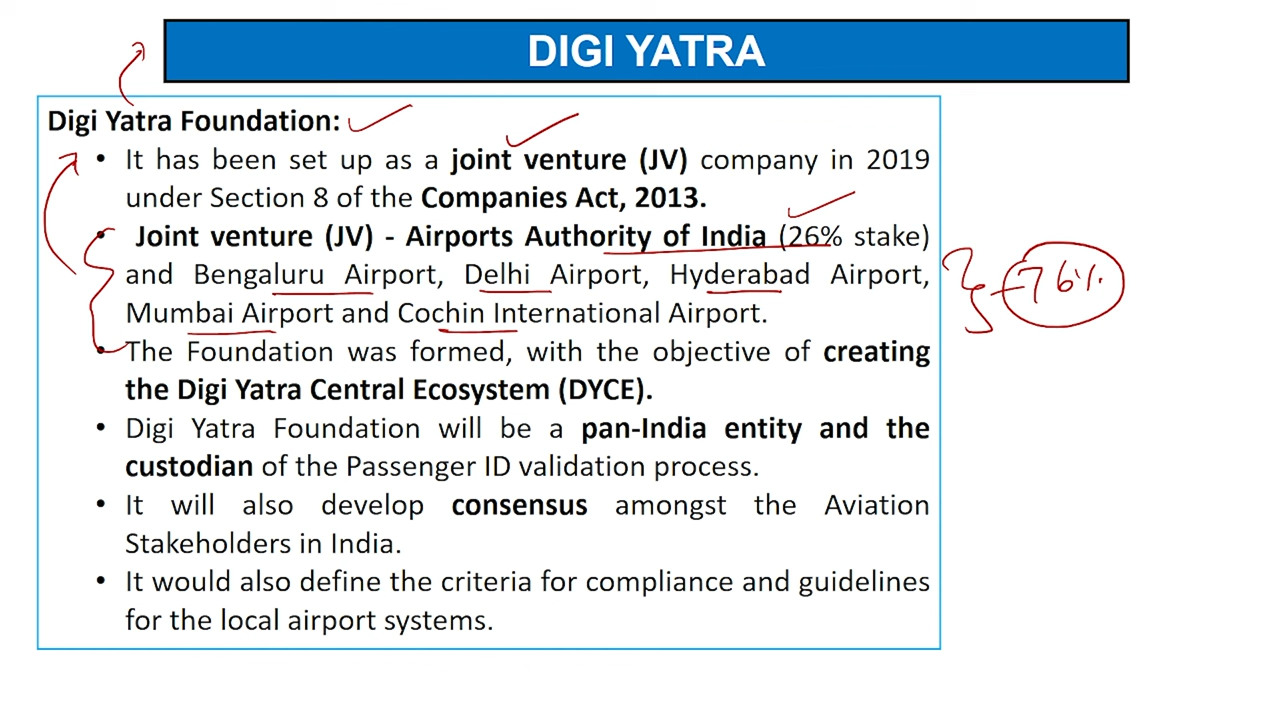 DIGI YATRA
Digi Yatra Foundation:
• It has been set up as a joint venture (JV) company in 2019
under Section 8 of the Companies Act, 2013.
• Joint venture (JV) - Airports Authority of India (26% stake)
and Bengaluru Airport, Delhi Airport, Hyderabad Airport,
Mumbai Airport and Cochin International Airport.
76%
• The Foundation was formed, with the objective of creating
the Digi Yatra Central Ecosystem (DYCE).
• Digi Yatra Foundation will be a pan-India entity and the
custodian of the Passenger ID validation process.
• It will also develop consensus amongst the Aviation
Stakeholders in India.
• It would also define the criteria for compliance and guidelines
for the local airport systems.